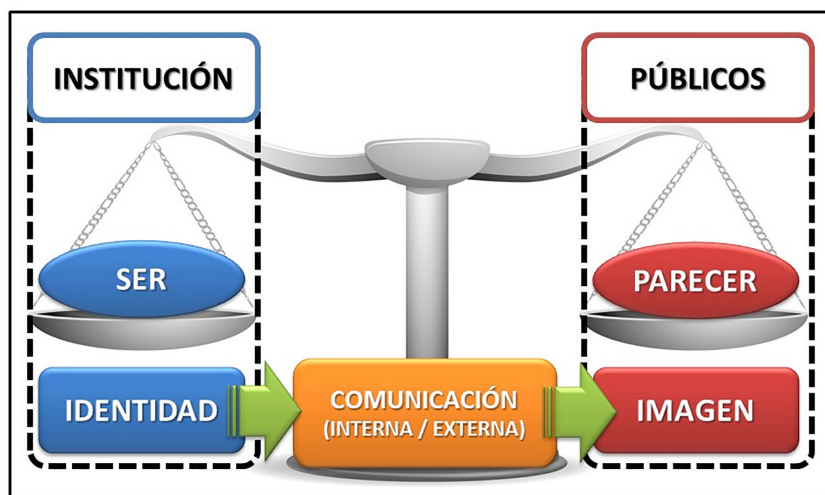 INSTITUCIÓN
PÚBLICOS
SER
PARECER
IDENTIDAD
COMUNICACIÓN
(INTERNA / EXTERNA)
IMAGEN